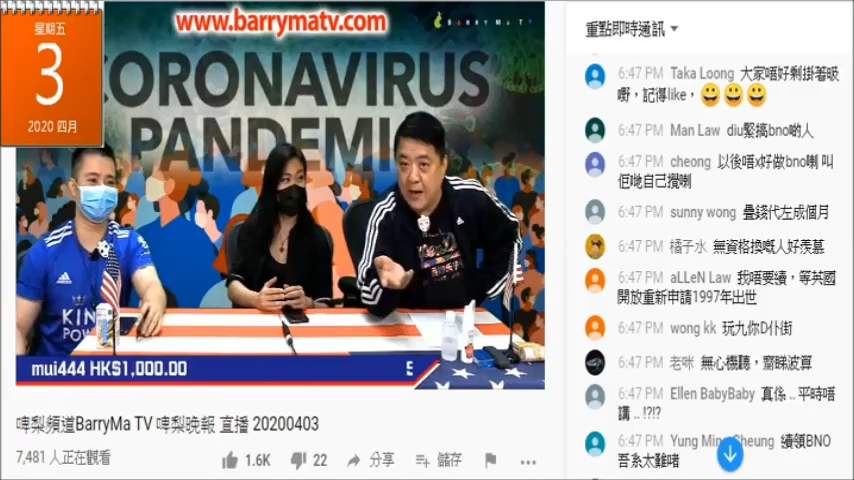 星期五
3
2020 四月
www.barrymatv.com
BARRY MA TV
CORONAVIRUS
PANDEMIC
KING
POW
mui444 HK$1,000.00
啤梨頻道BarryMa TV 啤梨晚報 直播 20200403
7,481 人正在觀看
1.6K
22
分享
儲存
重點即時通訊
6:47 PM Taka Loong 大家唔好剩掛著睇
嘢，記得like，😀😀😀
6:47 PM Man Law diu緊搞bno啲人
6:47 PM cheong 以後唔x好做bno喇 叫
佢哋自己攪喇
6:47 PM sunny wong 疊錢代左成個月
6:47 PM 橘子水 無資格換嘅人好羨慕
6:47 PM aLLeN Law 我唔要續，等英國
開放重新申請1997年出世
6:47 PM wong kk 玩九你D仆街
6:47 PM 老咪 無心機聽，齋睇波算
6:47 PM Ellen BabyBaby 真係 .. 平時唔
講 .. !?!?
6:47 PM Yung Ming Cheung 續領BNO
吾系太難啫